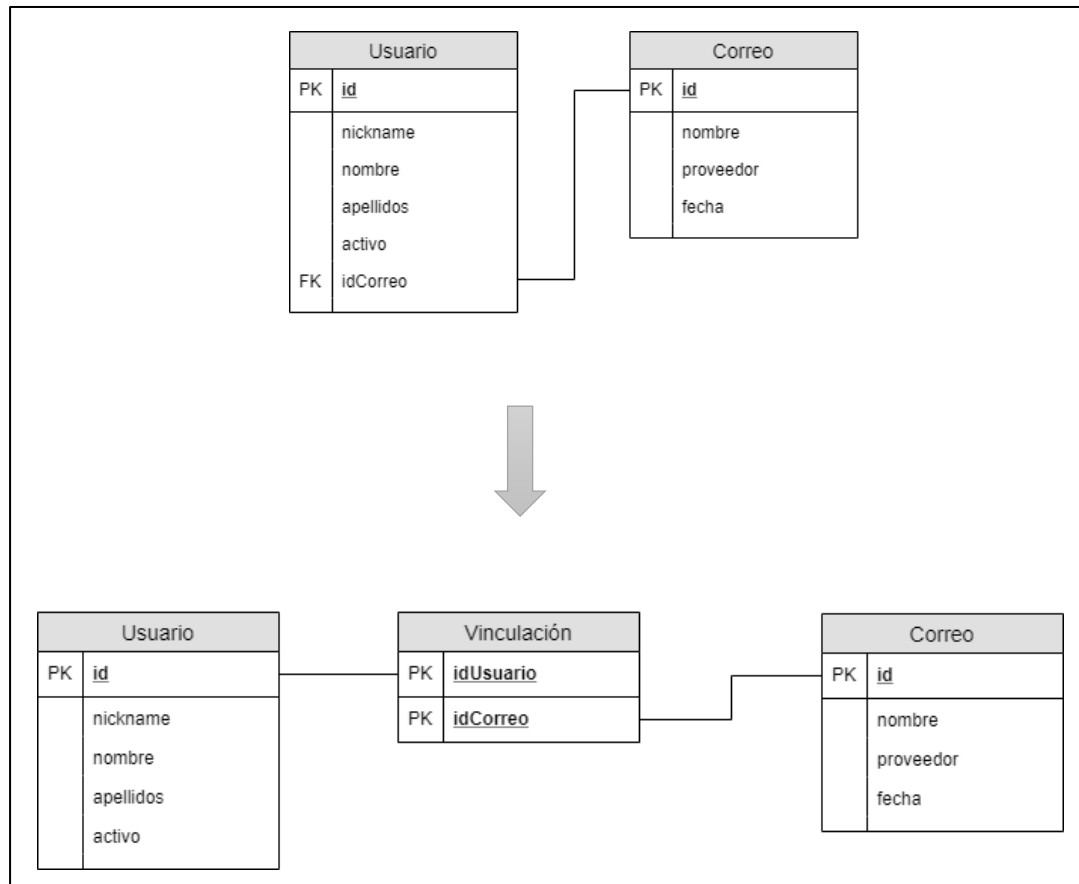 Usuario
PK id
nickname
nombre
apellidos
activo
FK idCorreo
Correo
PK id
nombre
proveedor
fecha
Usuario
PK id
nickname
nombre
apellidos
activo
Vinculación
PK idUsuario
PK idCorreo
Correo
PK id
nombre
proveedor
fecha